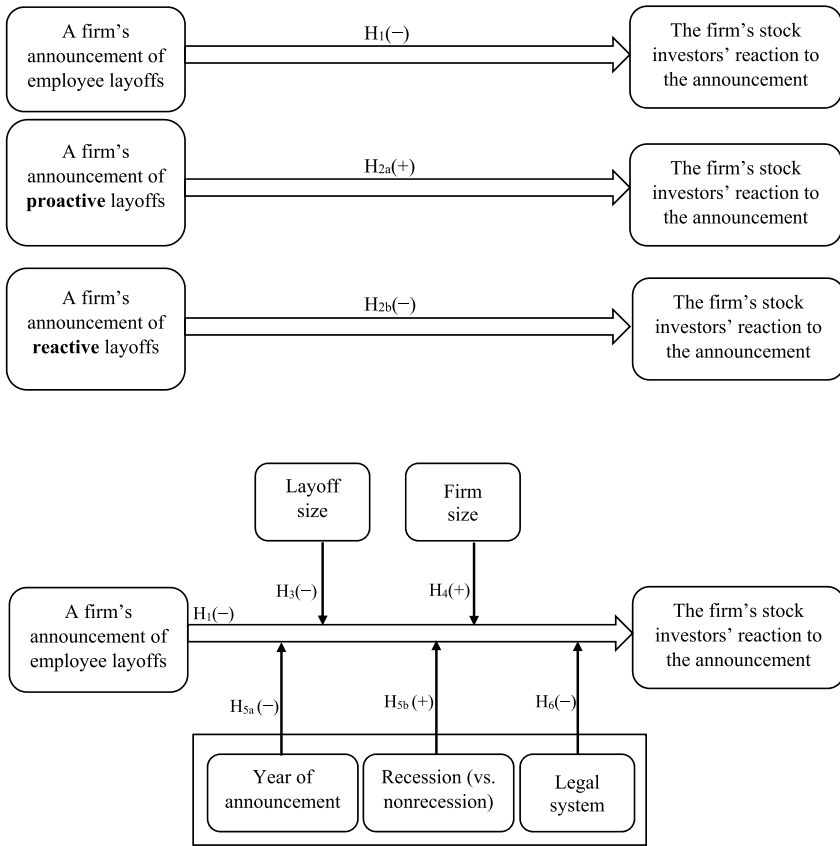 A firm's
announcement of
employee layoffs
H1(−)
The firm's stock
investors' reaction to
the announcement
A firm's
announcement of
proactive layoffs
H2a(+)
The firm's stock
investors' reaction to
the announcement
A firm's
announcement of
reactive layoffs
H2b(−)
The firm's stock
investors' reaction to
the announcement
Layoff
size
Firm
size
H3(−)
H4(+)
A firm's
announcement of
employee layoffs
H1(−)
The firm's stock
investors' reaction to
the announcement
H5a (−)
H5b (+)
H6(−)
Year of
announcement
Recession (vs.
nonrecession)
Legal
system